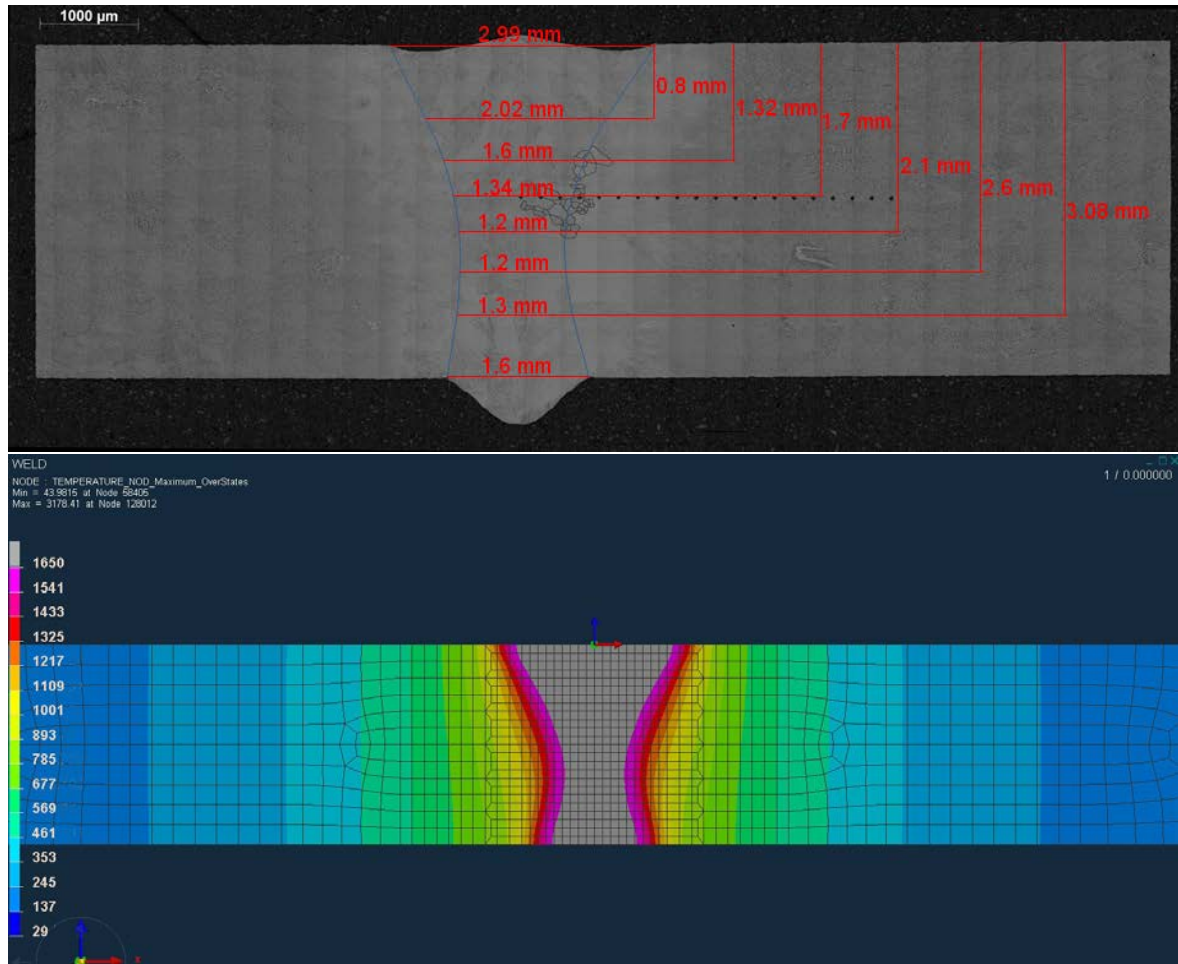 1000 µm
2.99 mm
0.8 mm
2.02 mm
1.32 mm
1.7 mm
1.6 mm
2.1 mm
1.34 mm
2.6 mm
3.08 mm
1.2 mm
1.2 mm
1.3 mm
1.6 mm
WELD
1 / 0.000000
NODE : TEMPERATURE_NOD_Maximum_OverStates
Min = 43.9815 at Node 58405
Max = 3178.41 at Node 128012
1650
1541
1433
1325
1217
1109
1001
893
785
677
569
461
353
245
137
29
x